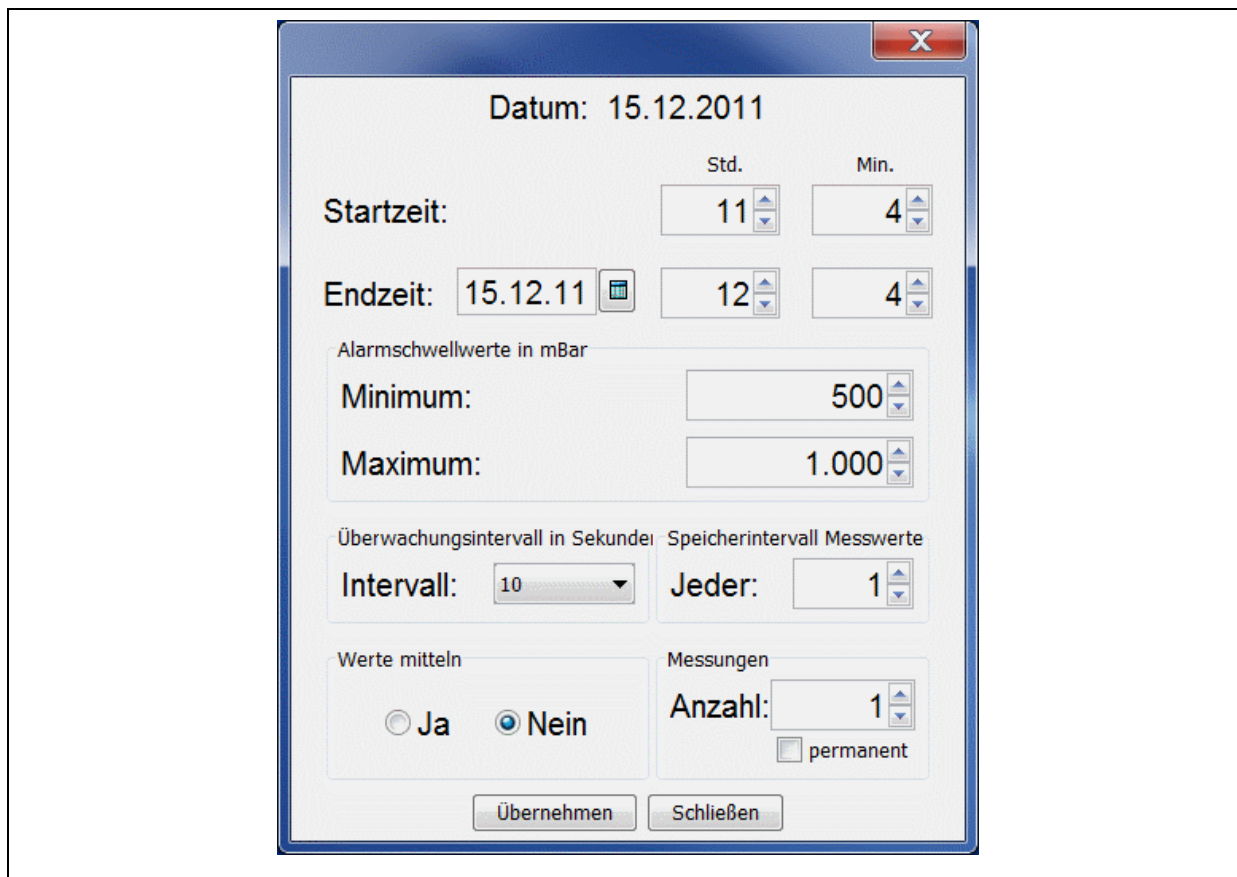 Datum: 15.12.2011
Std. Min.
Startzeit: 11 4
Endzeit: 15.12.11 12 4
Alarmschwellwerte in mBar
Minimum: 500
Maximum: 1.000
Überwachungsintervall in Sekunder Speicherintervall Messwerte
Intervall: 10 Jeder: 1
Werte mitteln Messungen
Ja Nein Anzahl: 1
permanent
Übernehmen Schließen